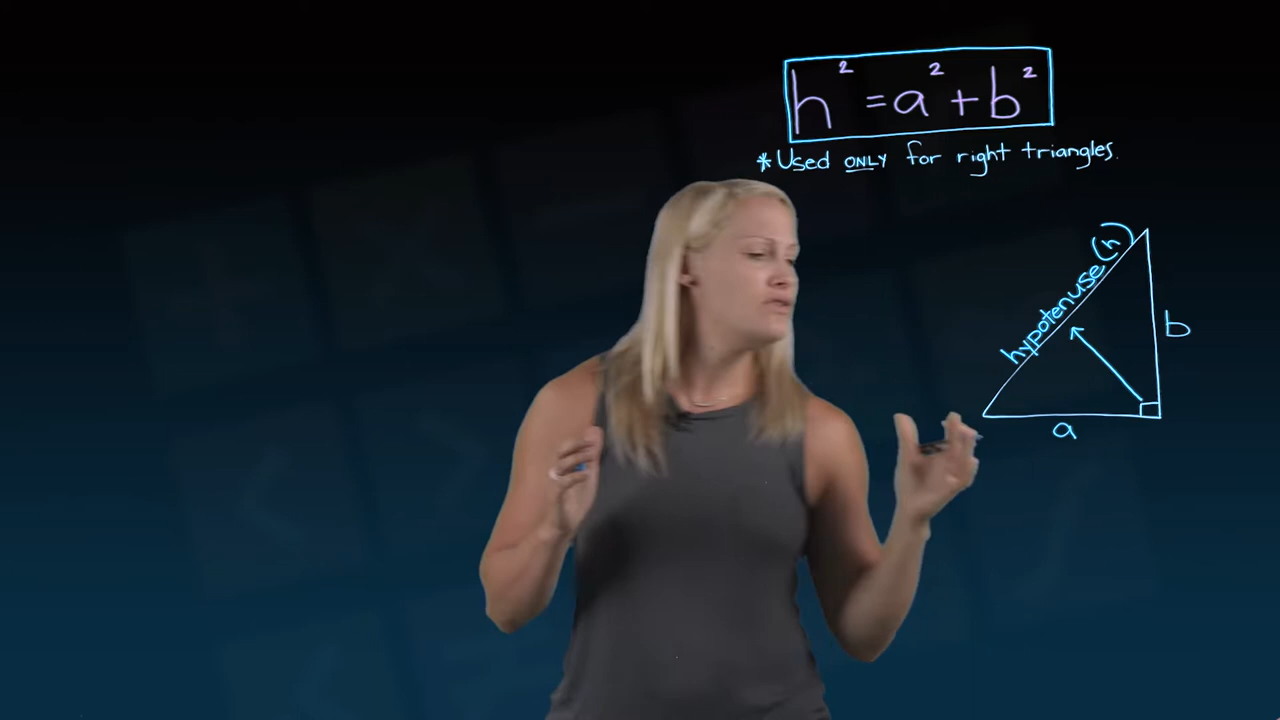 h² = a² + b²
*Used ONLY for right triangles.
hypotenuse (h)
b
a